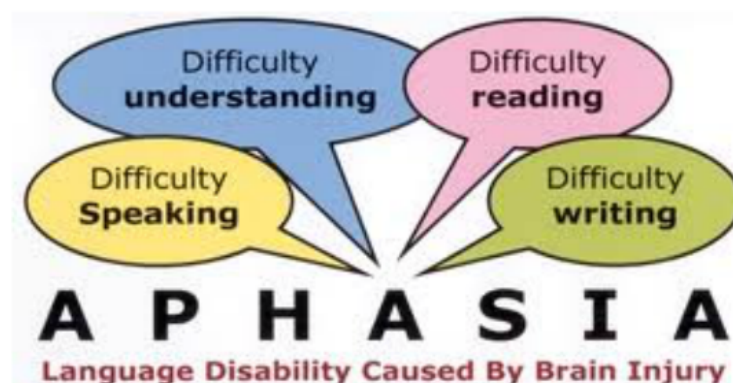 Difficulty
understanding
Difficulty
reading
Difficulty
Speaking
Difficulty
writing
A P H A S I A
Language Disability Caused By Brain Injury